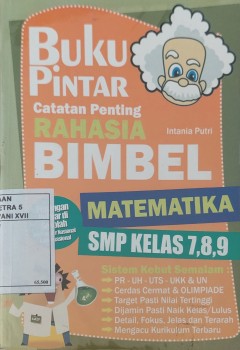 Buku
PINTAR
Catatan Penting
RAHASIA
Intania Putri
BIMBEL
MATEMATIKA
SMP KELAS 7,8,9
Sistem Kebut Semalam :
PR - UH - UTS - UKK & UN
Cerdas Cermat & OLIMPIADE
Target Pasti Nilai Tertinggi
Dijamin Pasti Naik Kelas/Lulus
Detail, Fokus, Jelas dan Terarah
Mengacu Kurikulum Terbaru